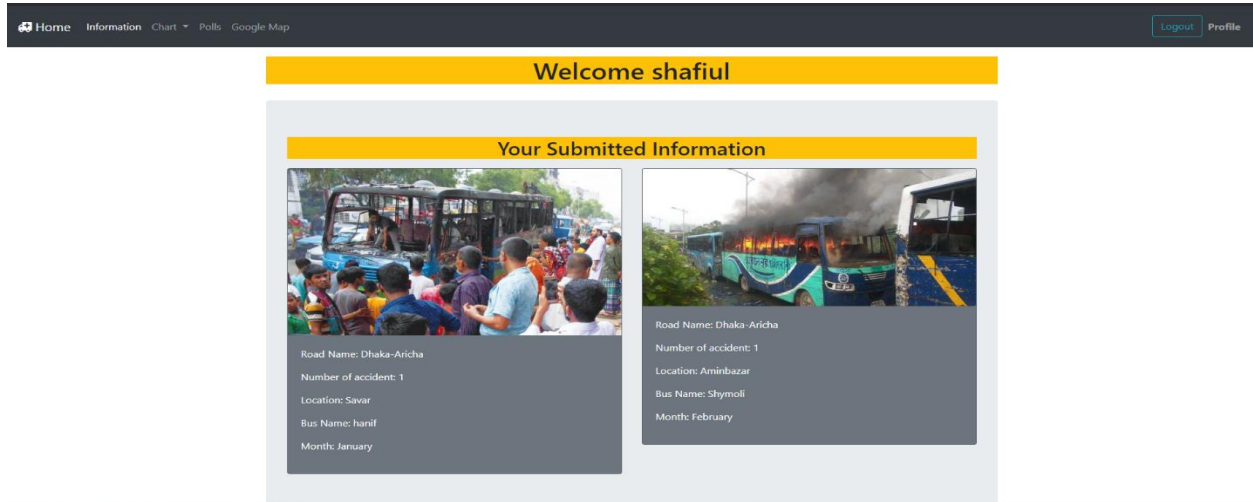 Home Information Chart Polls Google Map Logout Profile
Welcome shafiul
Your Submitted Information
Road Name: Dhaka-Aricha
Number of accident: 1
Location: Savar
Bus Name: hanif
Month: January
Road Name: Dhaka-Aricha
Number of accident: 1
Location: Aminbazar
Bus Name: Shymoli
Month: February